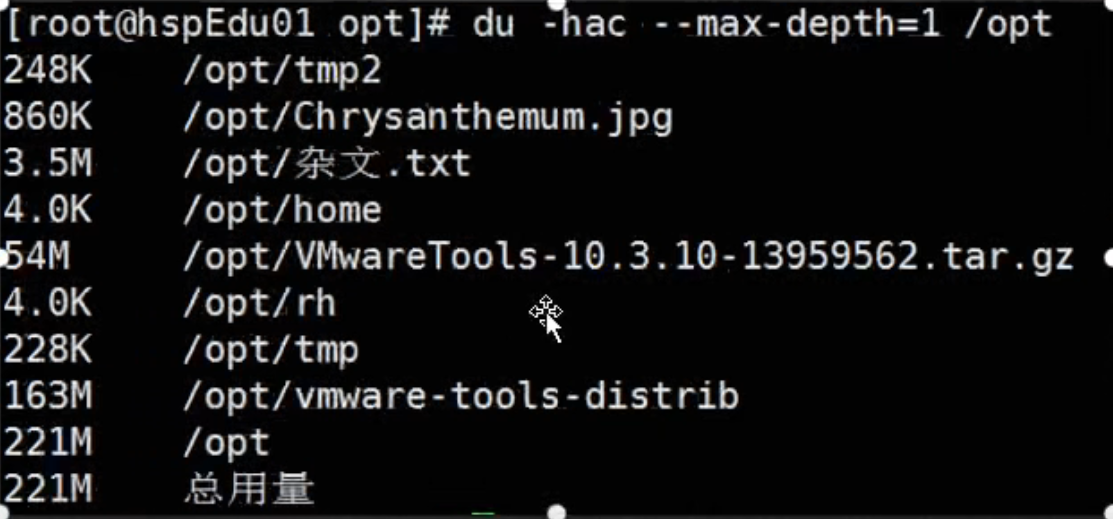 [root@hspEdu01 opt]# du -hac --max-depth=1 /opt
248K    /opt/tmp2
860K    /opt/Chrysanthemum.jpg
3.5M    /opt/杂文.txt
4.0K    /opt/home
54M     /opt/VMwareTools-10.3.10-13959562.tar.gz
4.0K    /opt/rh
228K    /opt/tmp
163M    /opt/vmware-tools-distrib
221M    /opt
221M    总用量